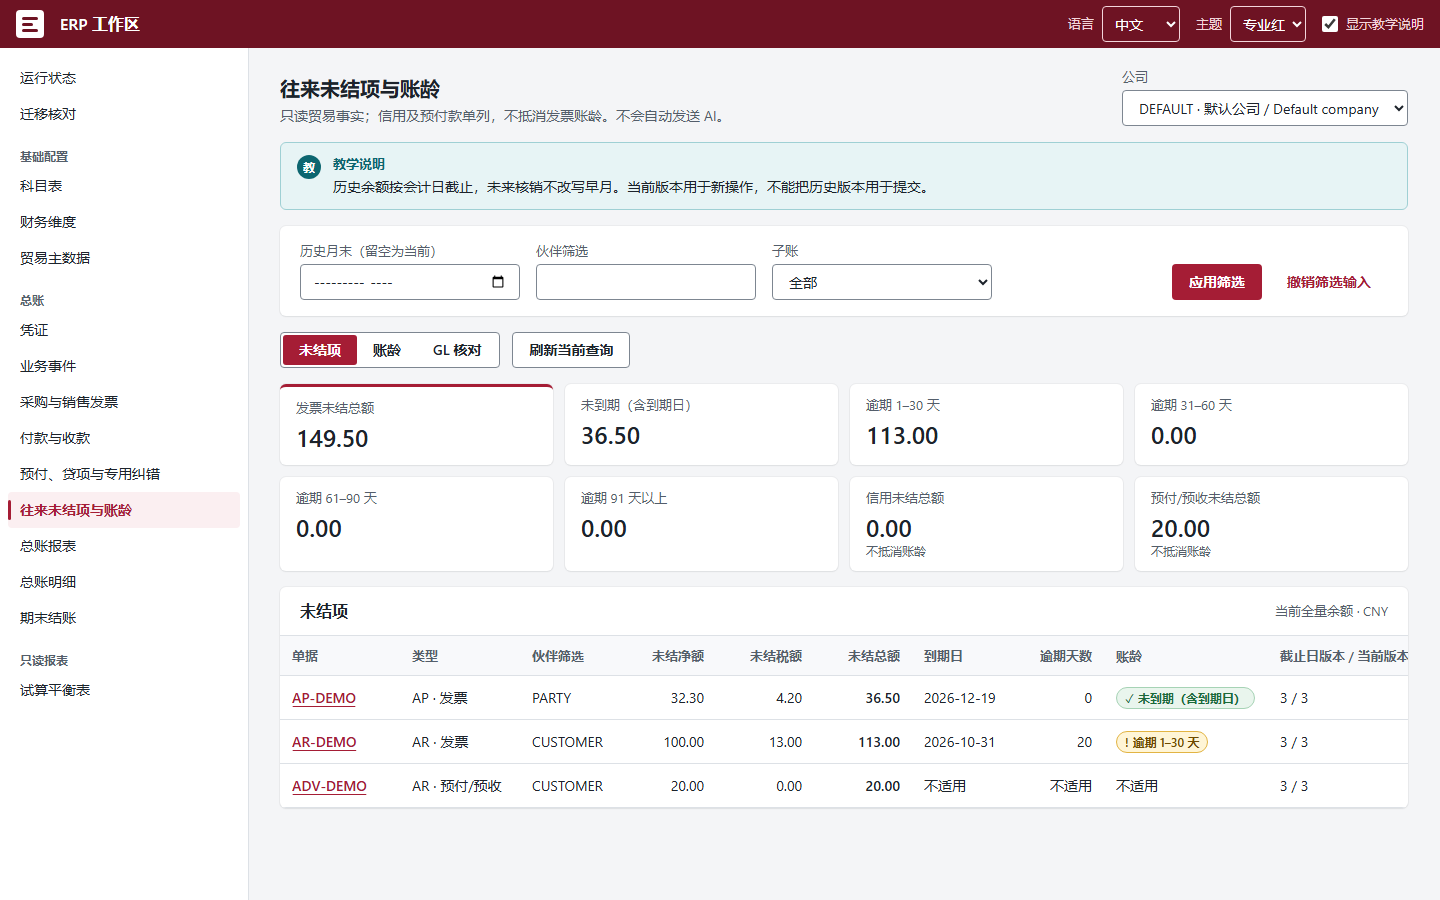 ERP 工作区
语言 中文 主题 专业红 显示教学说明
运行状态
迁移核对
基础配置
科目表
财务维度
贸易主数据
总账
凭证
业务事件
采购与销售发票
付款与收款
预付、贷项与专用纠错
往来未结项与账龄
总账报表
总账明细
期末结账
只读报表
试算平衡表
往来未结项与账龄
只读贸易事实；信用及预付款单列，不抵消发票账龄。不会自动发送 AI。
公司
DEFAULT · 默认公司 / Default company
教 教学说明
历史余额按会计日截止，未来核销不改写早月。当前版本用于新操作，不能把历史版本用于提交。
历史月末（留空为当前） 伙伴筛选 子账
--------- ---- 全部 应用筛选 撤销筛选输入
未结项 账龄 GL 核对 刷新当前查询
发票未结总额
149.50
未到期（含到期日）
36.50
逾期 1–30 天
113.00
逾期 31–60 天
0.00
逾期 61–90 天
0.00
逾期 91 天以上
0.00
信用未结总额
0.00
不抵消账龄
预付/预收未结总额
20.00
不抵消账龄
未结项 当前全量余额 · CNY
单据 类型 伙伴筛选 未结净额 未结税额 未结总额 到期日 逾期天数 账龄 截止日版本 / 当前版本
AP-DEMO AP · 发票 PARTY 32.30 4.20 36.50 2026-12-19 0 ✓ 未到期（含到期日） 3 / 3
AR-DEMO AR · 发票 CUSTOMER 100.00 13.00 113.00 2026-10-31 20 ! 逾期 1–30 天 3 / 3
ADV-DEMO AR · 预付/预收 CUSTOMER 20.00 0.00 20.00 不适用 不适用 不适用 3 / 3